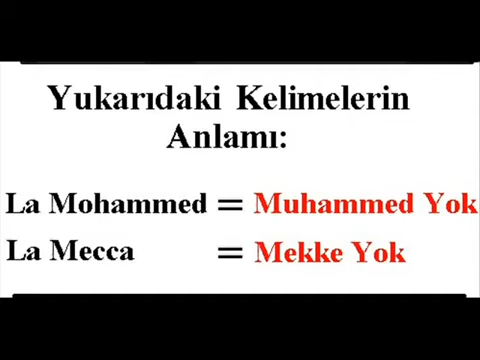 Yukarıdaki Kelimelerin
Anlamı:
La Mohammed = Muhammed Yok
La Mecca = Mekke Yok